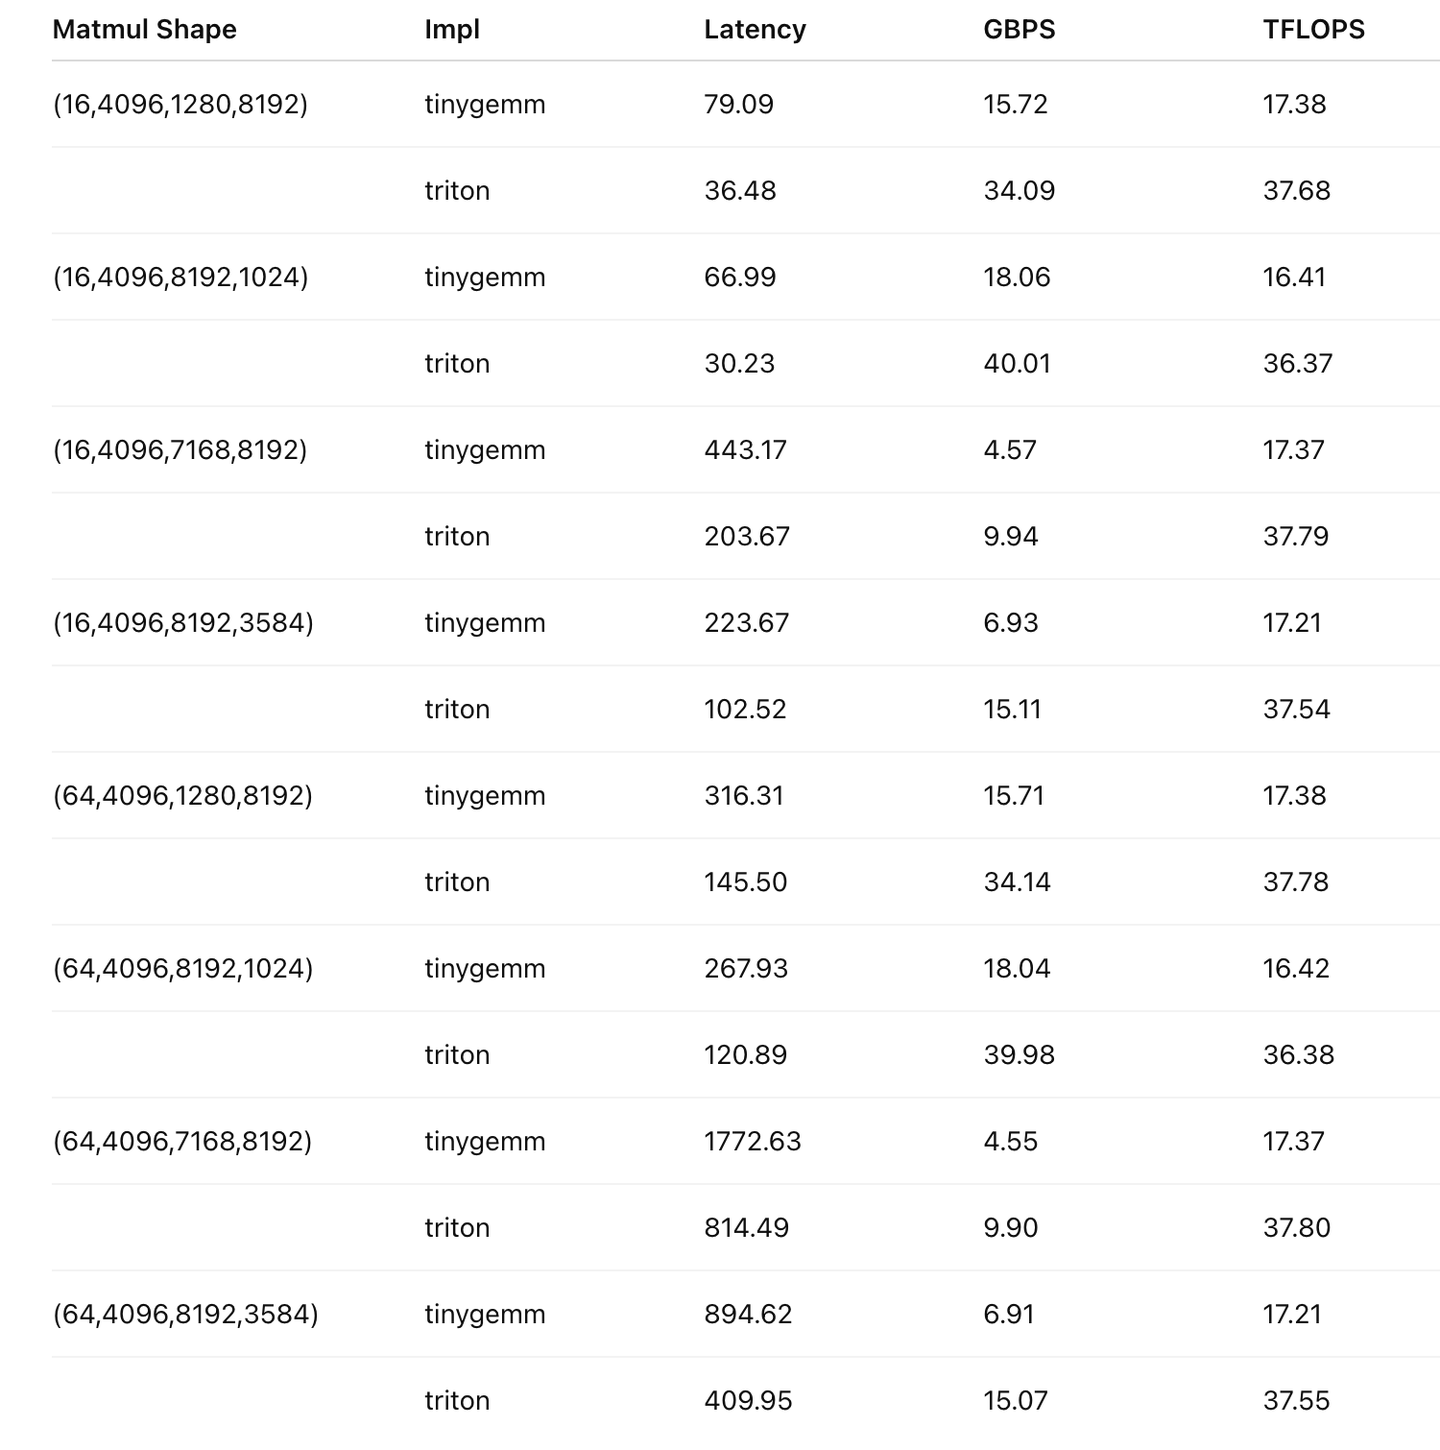 Matmul Shape Impl Latency GBPS TFLOPS
(16,4096,1280,8192) tinygemm 79.09 15.72 17.38
triton 36.48 34.09 37.68
(16,4096,8192,1024) tinygemm 66.99 18.06 16.41
triton 30.23 40.01 36.37
(16,4096,7168,8192) tinygemm 443.17 4.57 17.37
triton 203.67 9.94 37.79
(16,4096,8192,3584) tinygemm 223.67 6.93 17.21
triton 102.52 15.11 37.54
(64,4096,1280,8192) tinygemm 316.31 15.71 17.38
triton 145.50 34.14 37.78
(64,4096,8192,1024) tinygemm 267.93 18.04 16.42
triton 120.89 39.98 36.38
(64,4096,7168,8192) tinygemm 1772.63 4.55 17.37
triton 814.49 9.90 37.80
(64,4096,8192,3584) tinygemm 894.62 6.91 17.21
triton 409.95 15.07 37.55